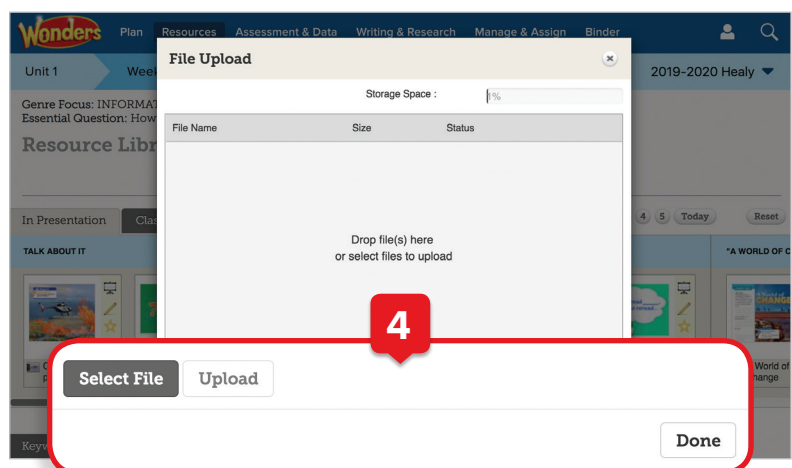 Wonders Plan Resources Assessment & Data Writing & Research Manage & Assign Binder
File Upload
Unit 1 2019-2020 Healy
Storage Space : 1%
Genre Focus:
Essential Question: How
File Name Size Status
Resource
In Presentation 4 5 Today Reset
Drop file(s) here
or select files to upload
TALK ABOUT IT "A WORLD OF
4
CHANGE
World of
Select File Upload
Done